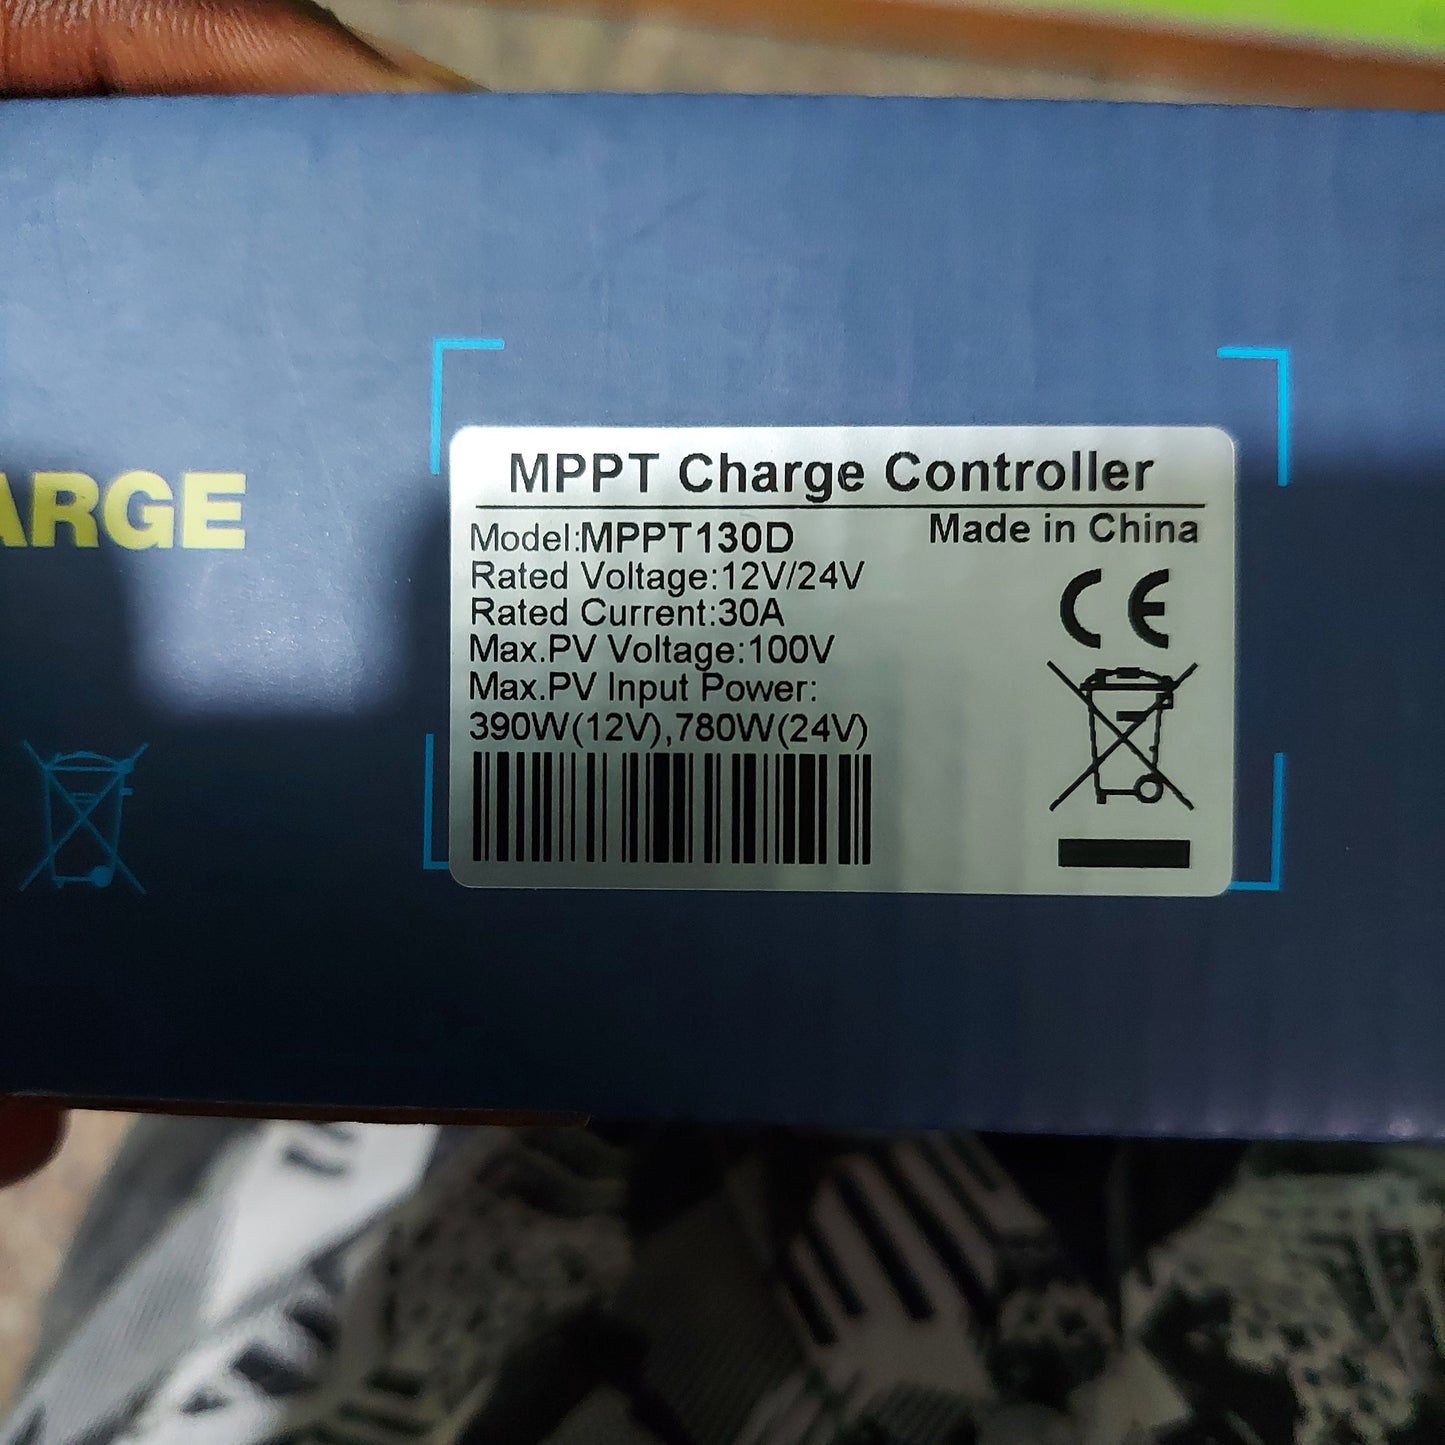 ARGE
MPPT Charge Controller
Model:MPPT130D
Made in China
Rated Voltage:12V/24V
Rated Current:30A
Max.PV Voltage:100V
Max.PV Input Power:
390W(12V),780W(24V)
CE